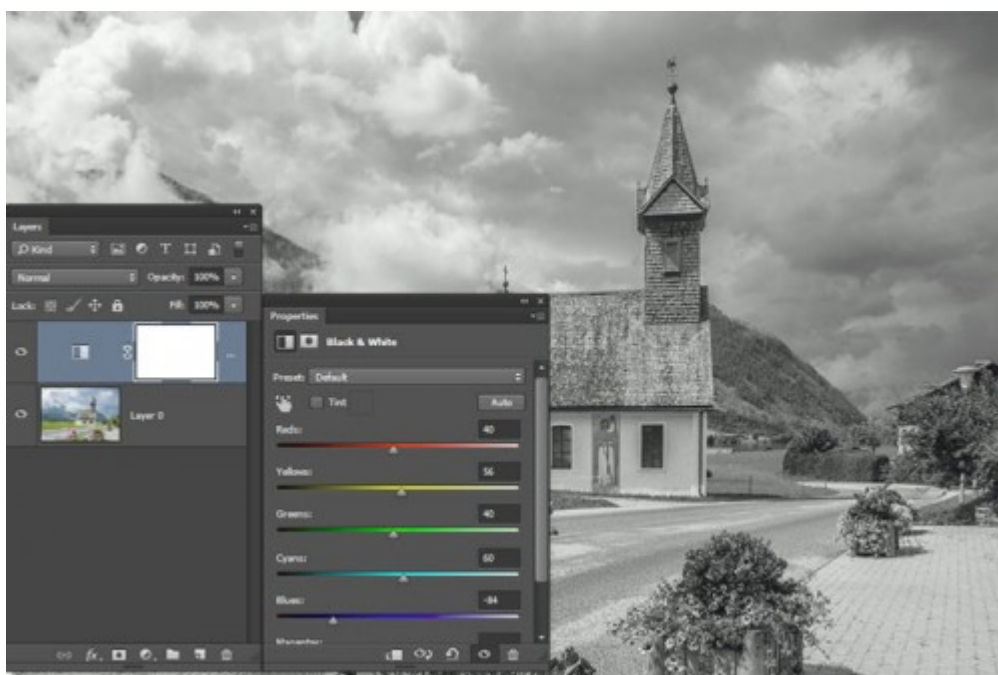 Layers
Kind
Normal
Opacity: 100%
Lock:
Fill: 100%
Layer 0
Properties
Black & White
Preset: Default
Tint
Auto
Reds: 40
Yellows: 56
Greens: 40
Cyans: 60
Blues: -84
fx.